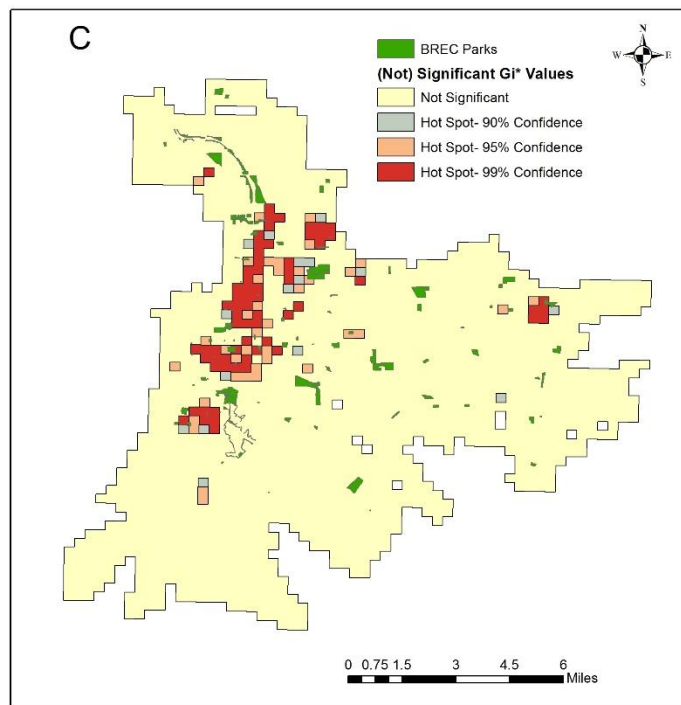 C
BREC Parks
(Not) Significant Gi* Values
Not Significant
Hot Spot- 90% Confidence
Hot Spot- 95% Confidence
Hot Spot- 99% Confidence
N
W E
S
0 0.75 1.5 3 4.5 6
Miles